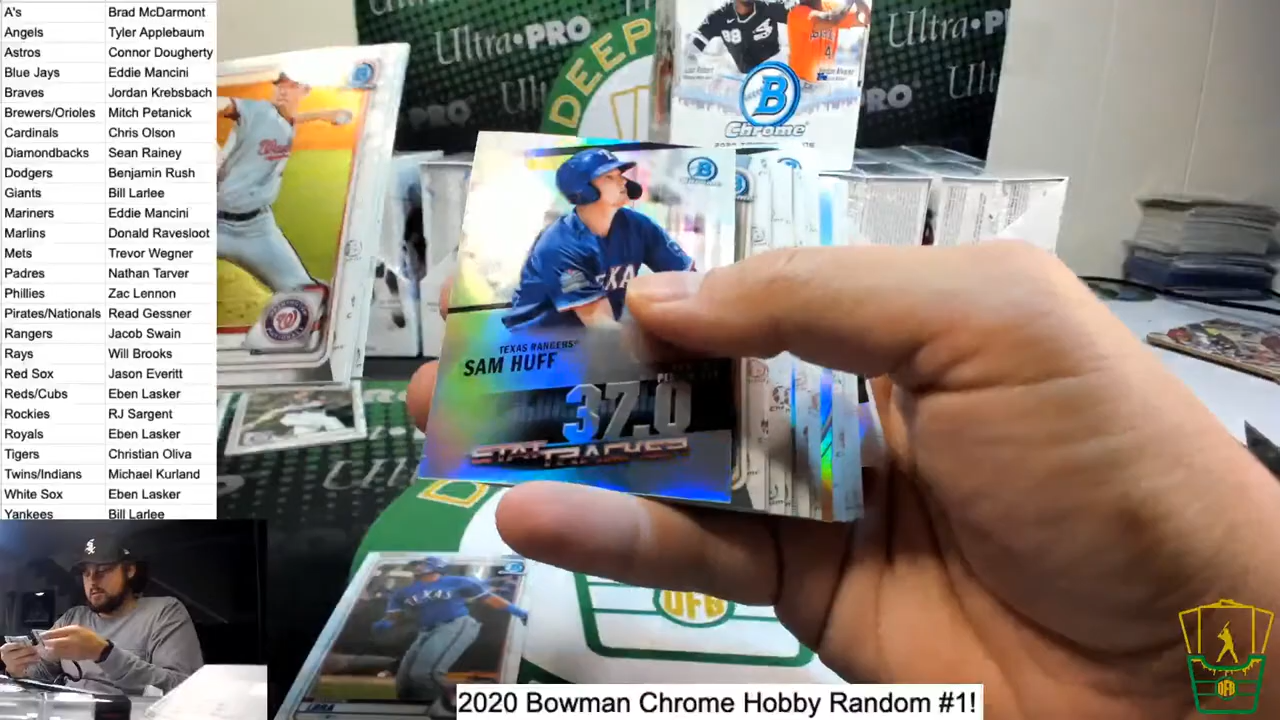 A's Brad McDarmont
Angels Tyler Applebaum
Astros Connor Dougherty
Blue Jays Eddie Mancini
Braves Jordan Krebsbach
Brewers/Orioles Mitch Petanick
Cardinals Chris Olson
Diamondbacks Sean Rainey
Dodgers Benjamin Rush
Giants Bill Larlee
Mariners Eddie Mancini
Marlins Donald Ravesloot
Mets Trevor Wegner
Padres Nathan Tarver
Phillies Zac Lennon
Pirates/Nationals Read Gessner
Rangers Jacob Swain
Rays Will Brooks
Red Sox Jason Everitt
Reds/Cubs Eben Lasker
Rockies RJ Sargent
Royals Eben Lasker
Tigers Christian Oliva
Twins/Indians Michael Kurland
White Sox Eben Lasker
Yankees Bill Larlee
Ultra PRO
DEEP
B
Chrome
TEXAS RANGERS
SAM HUFF
37.0
STAT TRACKER
TEXAS
DFG
2020 Bowman Chrome Hobby Random #1!